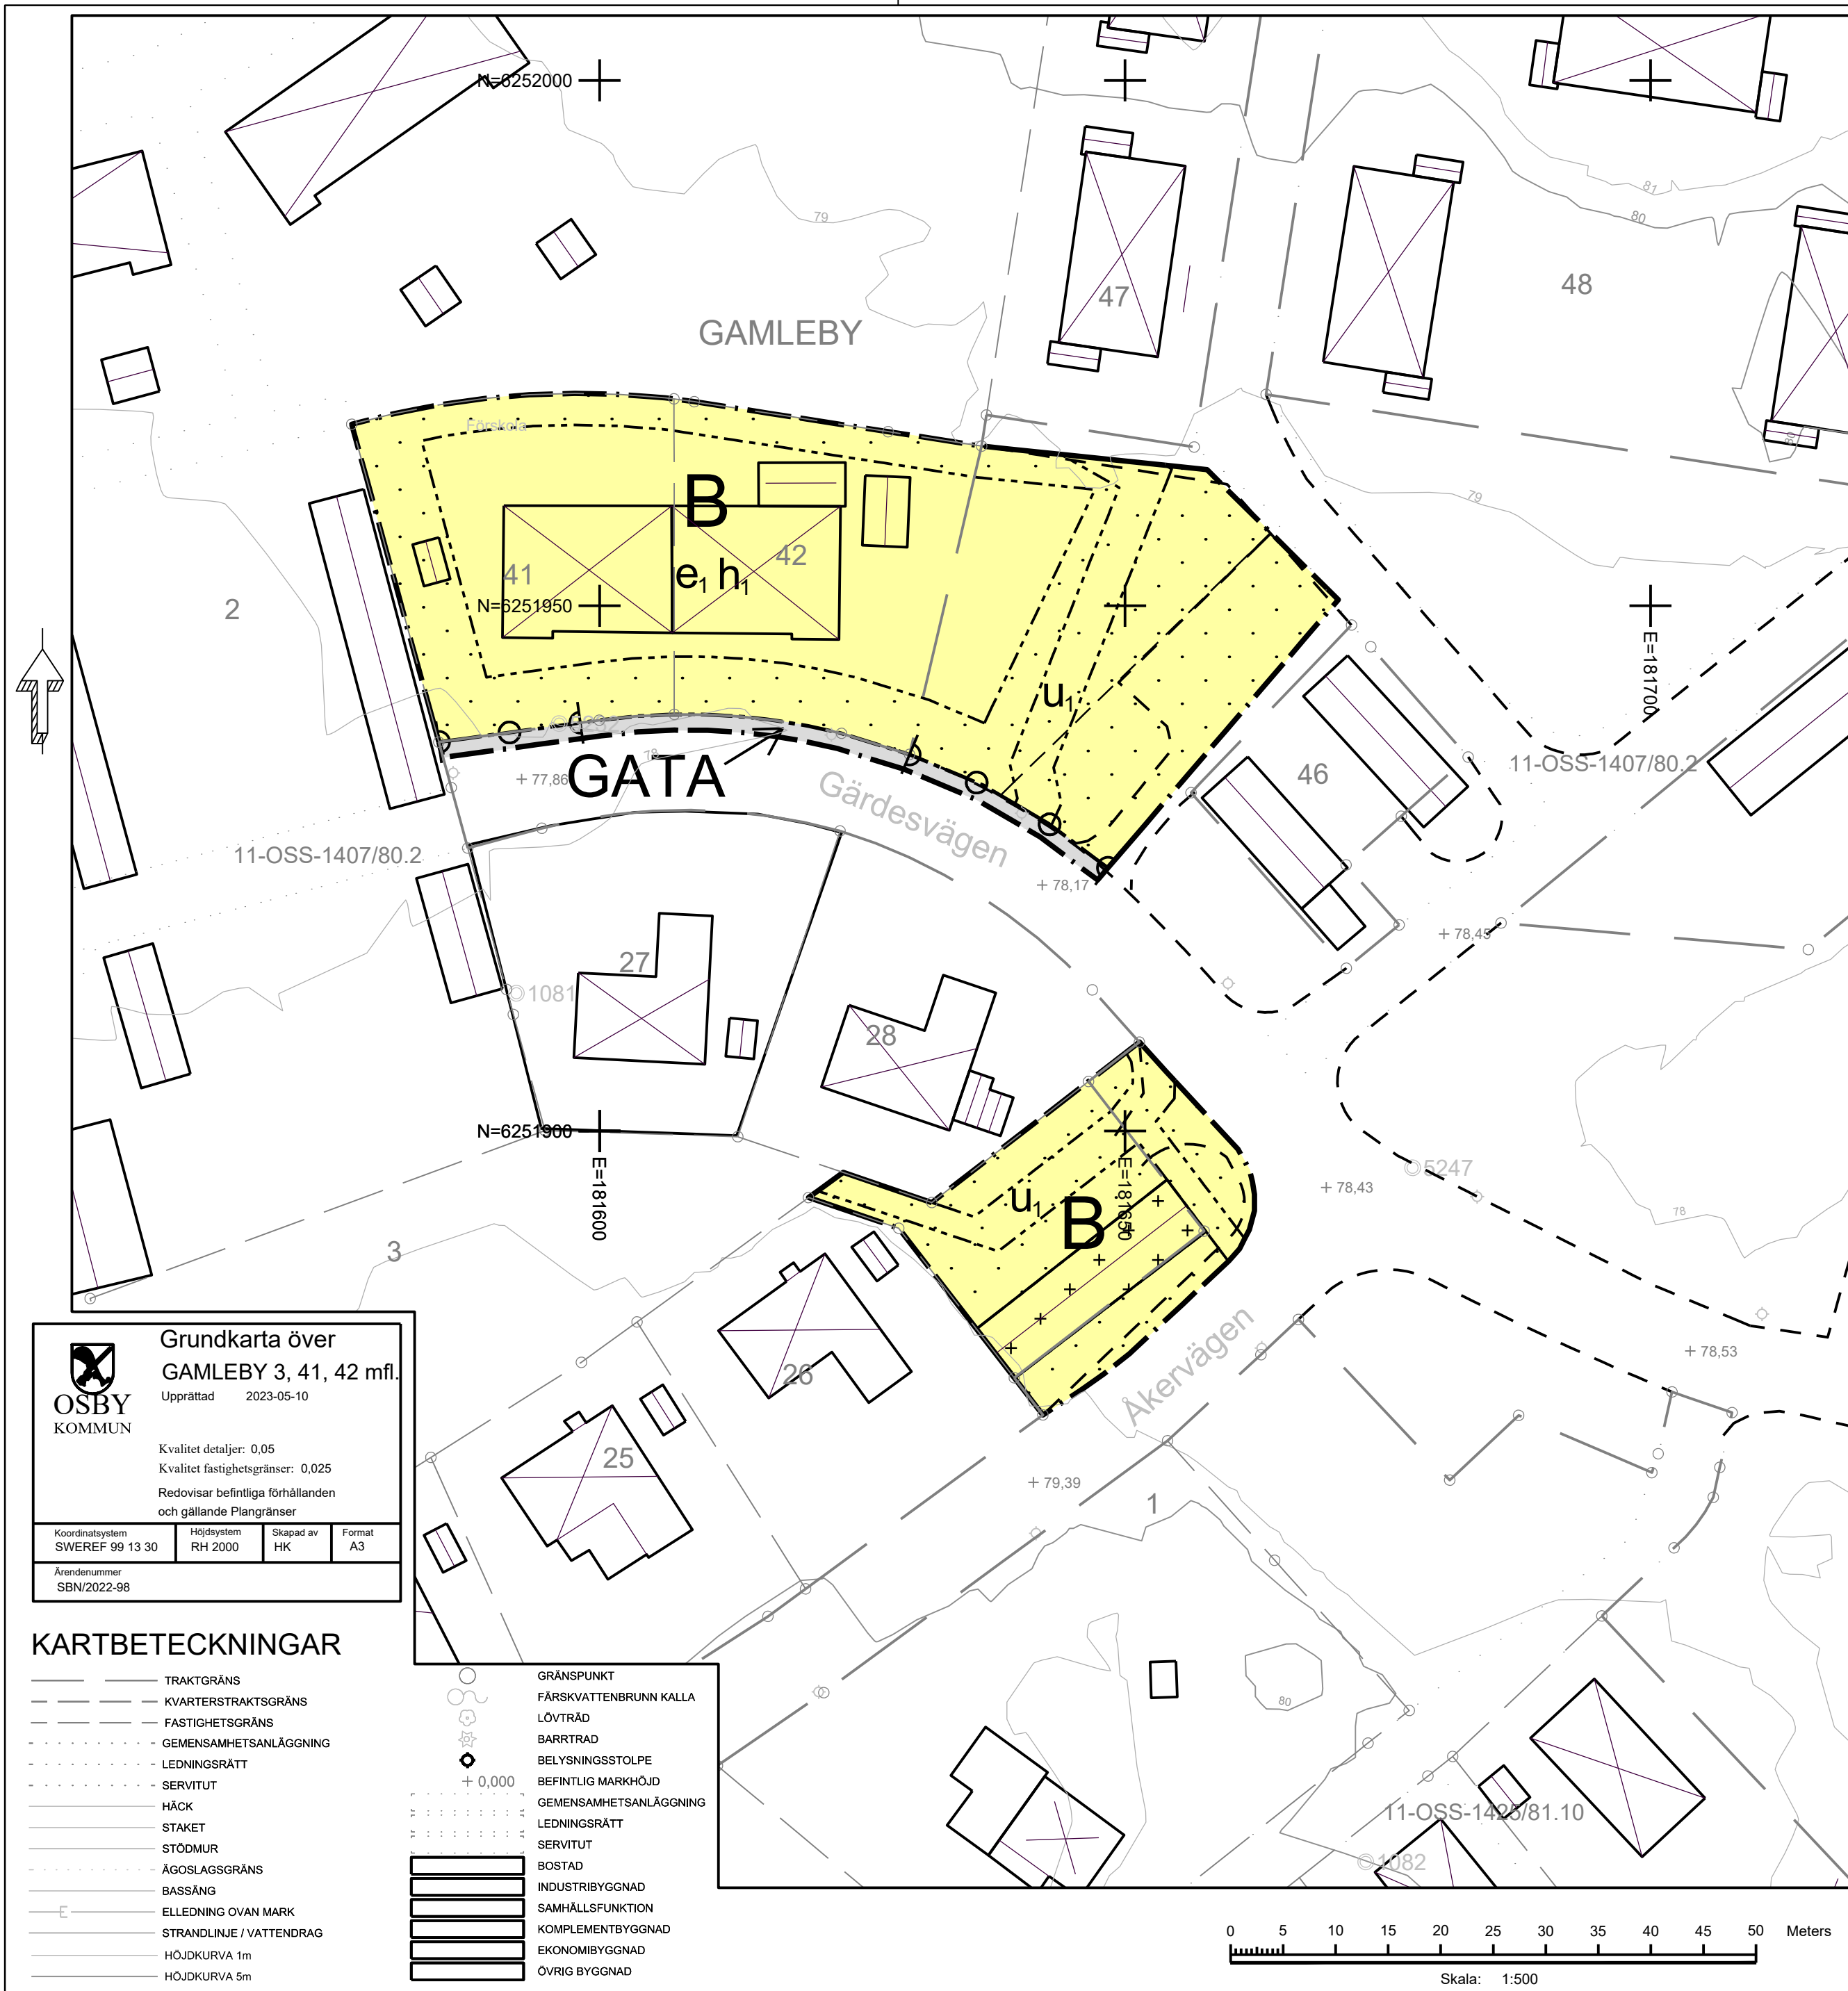 N=6252000
81
80
79
47
48
GAMLEBY
Förskola
79
B
41
42
e1 h1
N=6251950
2
E=181700
u1
46
11-OSS-1407/80.2
78
+ 77,86
GATA
Gärdesvägen
11-OSS-1407/80.2
+ 78,17
+ 78,45
27
1081
28
N=6251900
E=181600
E=181650
u1
B
5247
+ 78,43
78
3
Åkervägen
+ 78,53
26
25
+ 79,39
1
80
11-OSS-1425/81.10
1082
OSBY
KOMMUN
Grundkarta över
GAMLEBY 3, 41, 42 mfl.
Upprättad 2023-05-10
Kvalitet detaljer: 0,05
Kvalitet fastighetsgränser: 0,025
Redovisar befintliga förhållanden
och gällande Plangränser
Koordinatsystem
SWEREF 99 13 30
Höjdsystem
RH 2000
Skapad av
HK
Format
A3
Ärendenummer
SBN/2022-98
KARTBETECKNINGAR
TRAKTGRÄNS
KVARTERSTRAKTSGRÄNS
FASTIGHETSGRÄNS
GEMENSAMHETSANLÄGGNING
LEDNINGSRÄTT
SERVITUT
HÄCK
STAKET
STÖDMUR
ÄGOSLAGSGRÄNS
BASSÄNG
E ELLEDNING OVAN MARK
STRANDLINJE / VATTENDRAG
HÖJDKURVA 1m
HÖJDKURVA 5m
GRÄNSPUNKT
FÄRSKVATTENBRUNN KALLA
LÖVTRÄD
BARRTRAD
BELYSNINGSSTOLPE
+ 0,000 BEFINTLIG MARKHÖJD
GEMENSAMHETSANLÄGGNING
LEDNINGSRÄTT
SERVITUT
BOSTAD
INDUSTRIBYGGNAD
SAMHÄLLSFUNKTION
KOMPLEMENTBYGGNAD
EKONOMIBYGGNAD
ÖVRIG BYGGNAD
0 5 10 15 20 25 30 35 40 45 50 Meters
Skala: 1:500